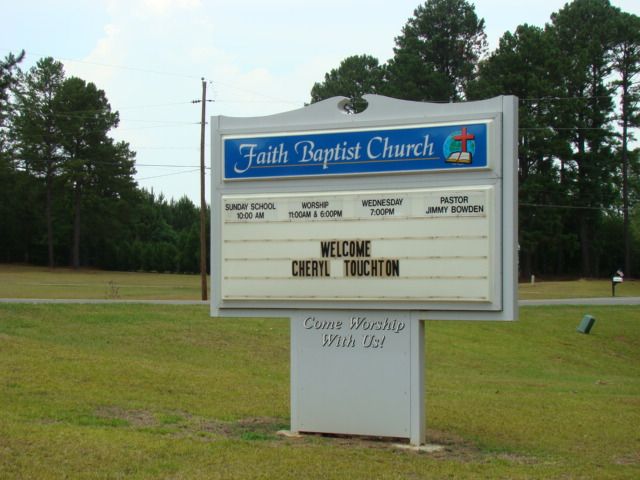 Faith Baptist Church
SUNDAY SCHOOL WORSHIP WEDNESDAY PASTOR
10:00 AM 11:00AM & 6:00PM 7:00PM JIMMY BOWDEN
WELCOME
CHERYL TOUCHTON
Come Worship
With Us!